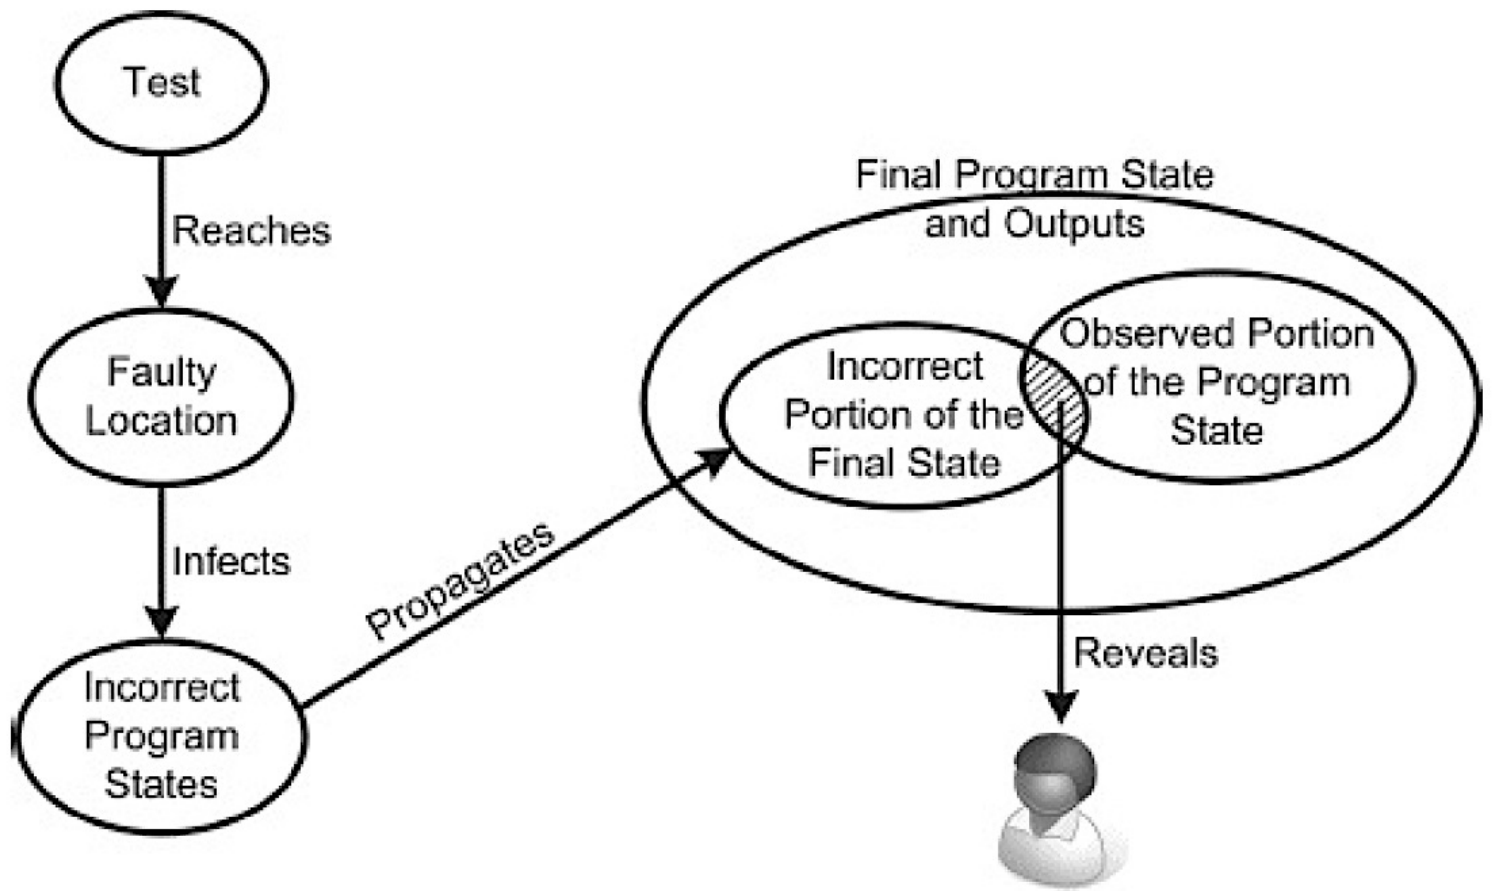 Test
Reaches
Faulty
Location
Infects
Incorrect
Program
States
Propagates
Final Program State
and Outputs
Incorrect
Portion of the
Final State
Observed Portion
of the Program
State
Reveals